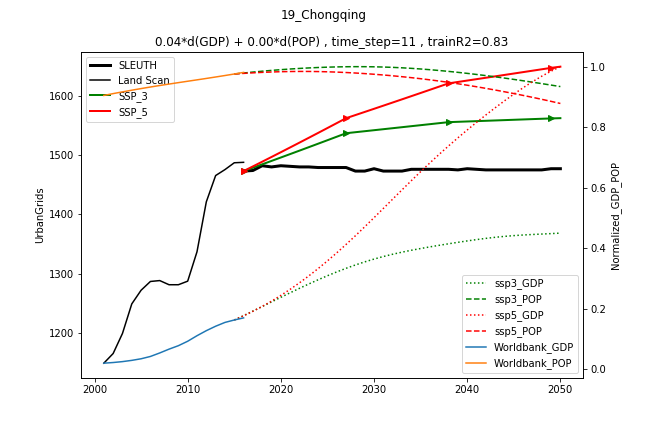 19_Chongqing
0.04*d(GDP) + 0.00*d(POP) , time_step=11 , trainR2=0.83
SLEUTH
Land Scan
SSP_3
SSP_5
1600
1500
1400
1300
1200
UrbanGrids
1.0
0.8
0.6
0.4
0.2
0.0
Normalized_GDP_POP
ssp3_GDP
ssp3_POP
ssp5_GDP
ssp5_POP
Worldbank_GDP
Worldbank_POP
2000 2010 2020 2030 2040 2050